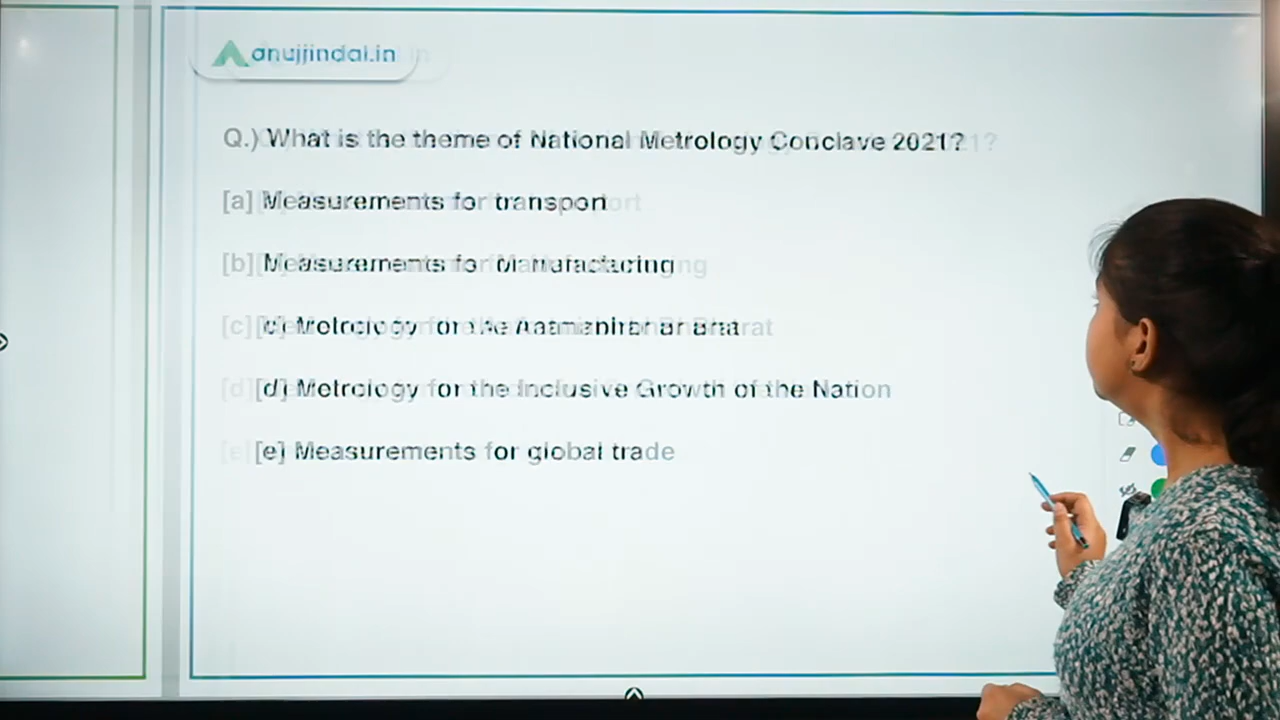 anujjindal.in
Q.) What is the theme of National Metrology Conclave 2021?
[a] Measurements for transport
[b] Measurements for Manufacturing
[c] Metrology for the Aatmanirbhar Bharat
[d] Metrology for the Inclusive Growth of the Nation
[e] Measurements for global trade